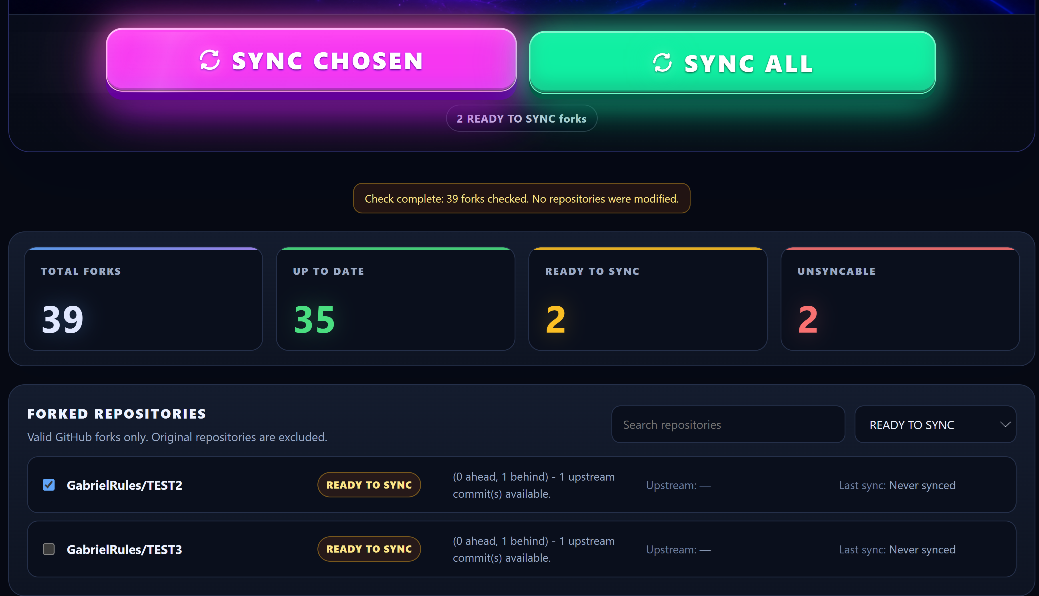 SYNC CHOSEN
SYNC ALL
2 READY TO SYNC forks
Check complete: 39 forks checked. No repositories were modified.
TOTAL FORKS
39
UP TO DATE
35
READY TO SYNC
2
UNSYNCABLE
2
FORKED REPOSITORIES
Valid GitHub forks only. Original repositories are excluded.
Search repositories
READY TO SYNC
GabrielRules/TEST2
READY TO SYNC
(0 ahead, 1 behind) - 1 upstream
commit(s) available.
Upstream: —
Last sync: Never synced
GabrielRules/TEST3
READY TO SYNC
(0 ahead, 1 behind) - 1 upstream
commit(s) available.
Upstream: —
Last sync: Never synced